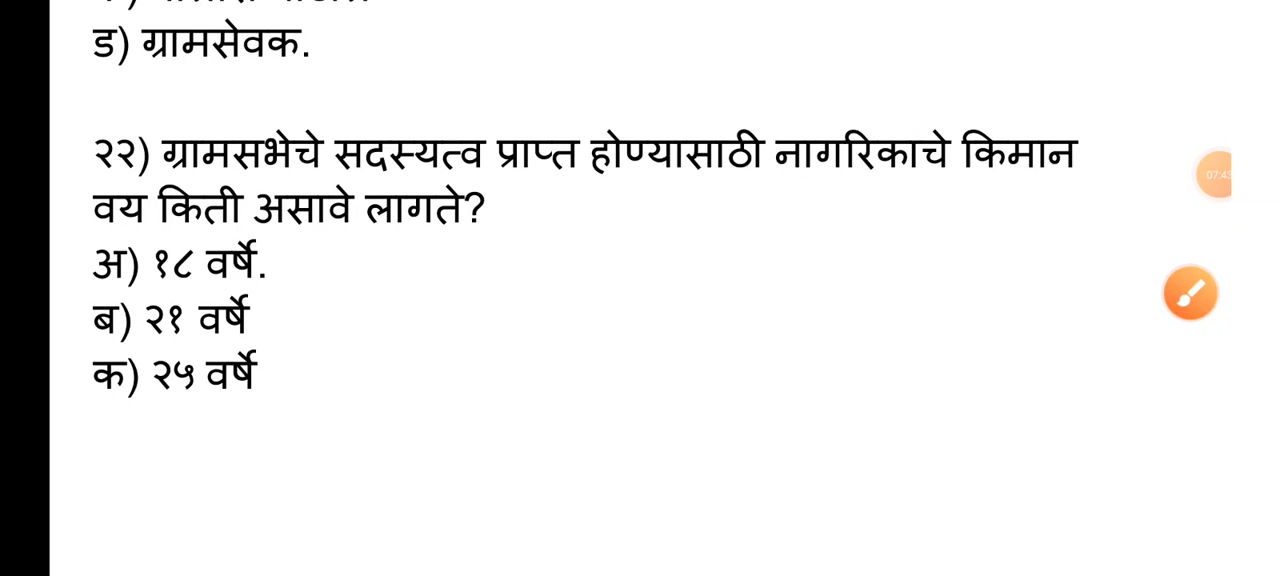 ड) ग्रामसेवक.
२२) ग्रामसभेचे सदस्यत्व प्राप्त होण्यासाठी नागरिकाचे किमान
वय किती असावे लागते?
अ) १८ वर्षे.
ब) २१ वर्षे
क) २५ वर्षे